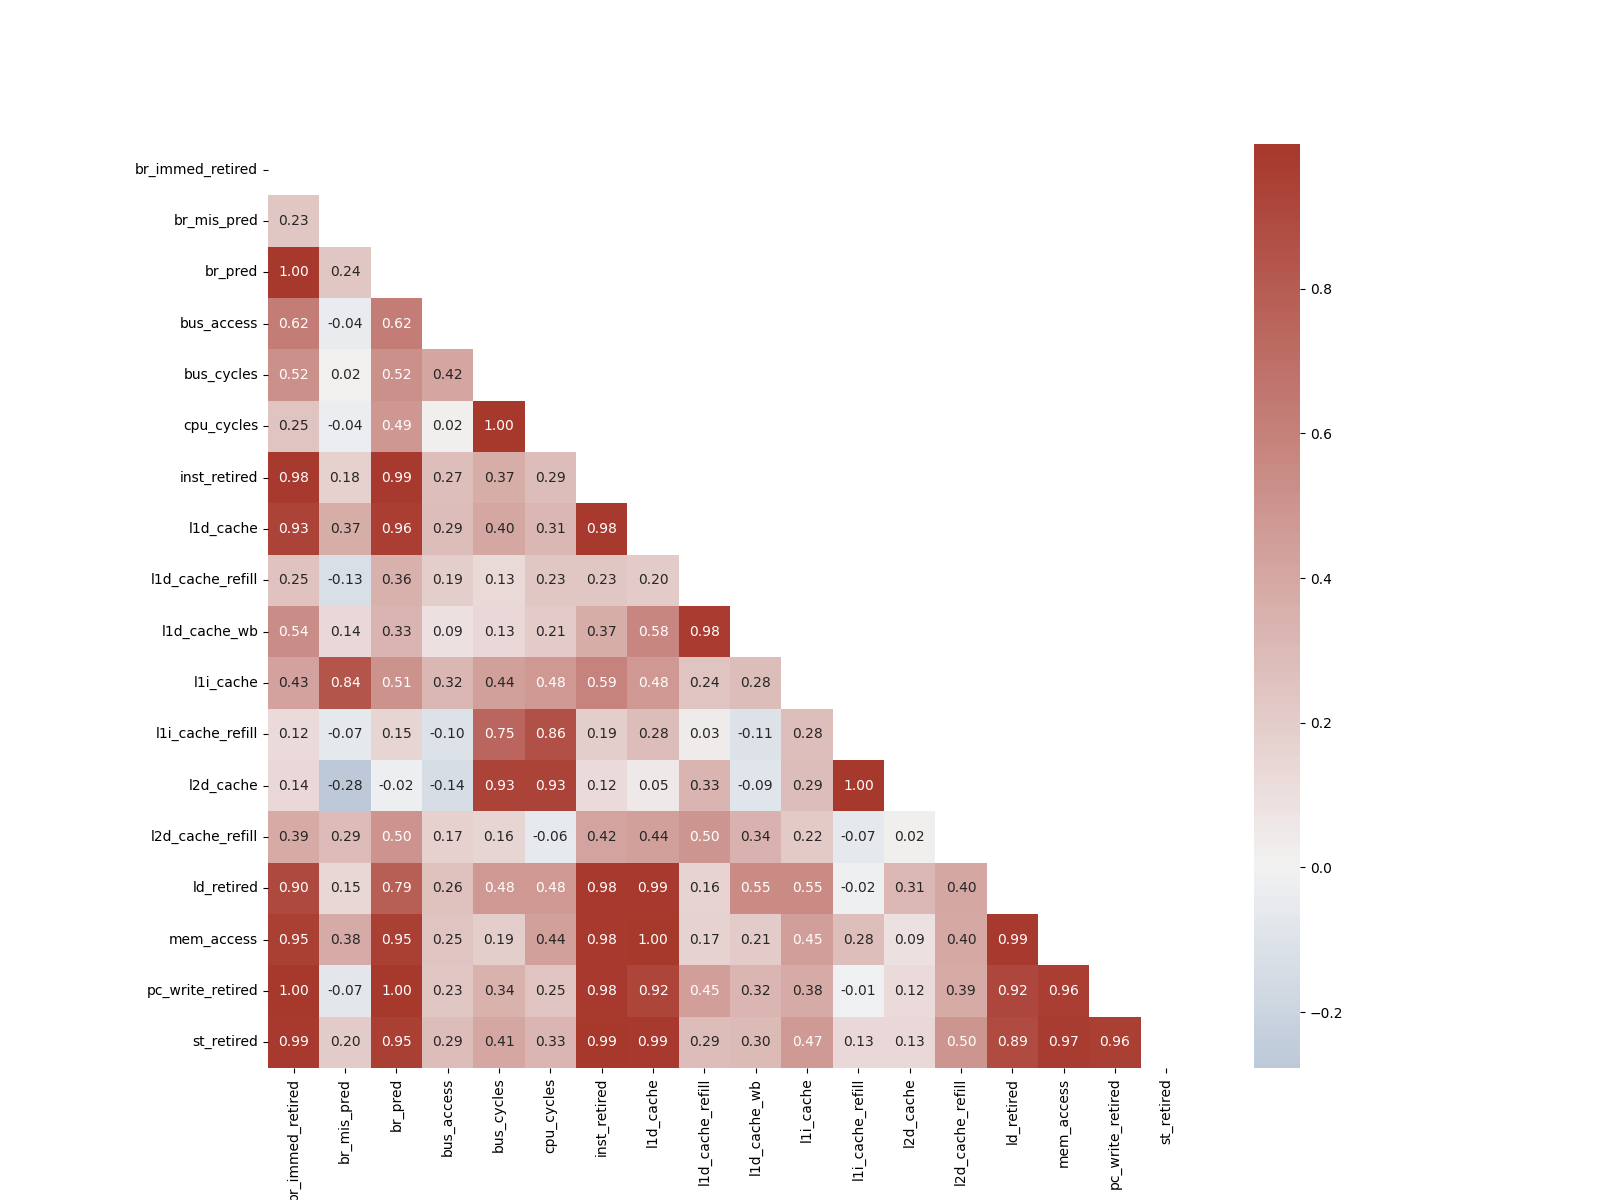 br_immed_retired
br_mis_pred 0.23
br_pred 1.00 0.24
bus_access 0.62 -0.04 0.62
0.8
bus_cycles 0.52 0.02 0.52 0.42
cpu_cycles 0.25 -0.04 0.49 0.02 1.00
0.6
inst_retired 0.98 0.18 0.99 0.27 0.37 0.29
l1d_cache 0.93 0.37 0.96 0.29 0.40 0.31 0.98
l1d_cache_refill 0.25 -0.13 0.36 0.19 0.13 0.23 0.23 0.20
0.4
l1d_cache_wb 0.54 0.14 0.33 0.09 0.13 0.21 0.37 0.58 0.98
l1i_cache 0.43 0.84 0.51 0.32 0.44 0.48 0.59 0.48 0.24 0.28
0.2
l1i_cache_refill 0.12 -0.07 0.15 -0.10 0.75 0.86 0.19 0.28 0.03 -0.11 0.28
l2d_cache 0.14 -0.28 -0.02 -0.14 0.93 0.93 0.12 0.05 0.33 -0.09 0.29 1.00
l2d_cache_refill 0.39 0.29 0.50 0.17 0.16 -0.06 0.42 0.44 0.50 0.34 0.22 -0.07 0.02
0.0
ld_retired 0.90 0.15 0.79 0.26 0.48 0.48 0.98 0.99 0.16 0.55 0.55 -0.02 0.31 0.40
mem_access 0.95 0.38 0.95 0.25 0.19 0.44 0.98 1.00 0.17 0.21 0.45 0.28 0.09 0.40 0.99
pc_write_retired 1.00 -0.07 1.00 0.23 0.34 0.25 0.98 0.92 0.45 0.32 0.38 -0.01 0.12 0.39 0.92 0.96
−0.2
st_retired 0.99 0.20 0.95 0.29 0.41 0.33 0.99 0.99 0.29 0.30 0.47 0.13 0.13 0.50 0.89 0.97 0.96
br_immed_retired
br_mis_pred
br_pred
bus_access
bus_cycles
cpu_cycles
inst_retired
l1d_cache
l1d_cache_refill
l1d_cache_wb
l1i_cache
l1i_cache_refill
l2d_cache
l2d_cache_refill
ld_retired
mem_access
pc_write_retired
st_retired